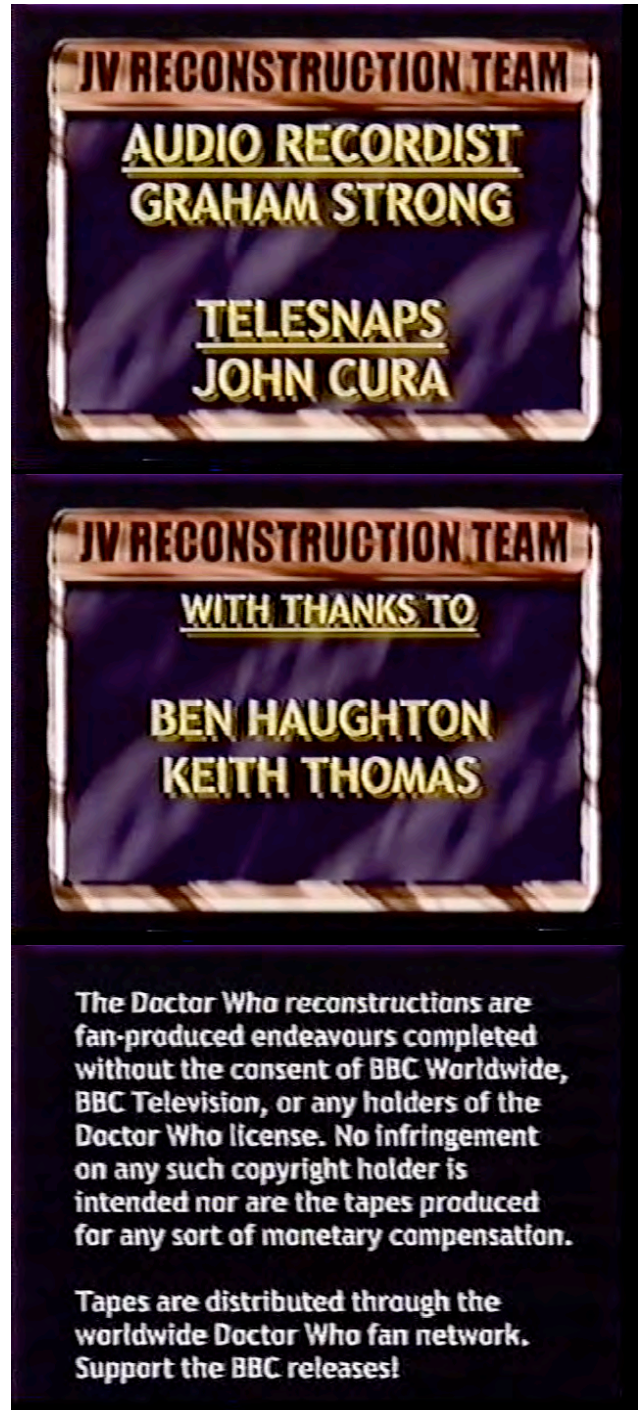 JV RECONSTRUCTION TEAM
AUDIO RECORDIST
GRAHAM STRONG
TELESNAPS
JOHN CURA
JV RECONSTRUCTION TEAM
WITH THANKS TO
BEN HAUGHTON
KEITH THOMAS
The Doctor Who reconstructions are
fan-produced endeavours completed
without the consent of BBC Worldwide,
BBC Television, or any holders of the
Doctor Who license. No infringement
on any such copyright holder is
intended nor are the tapes produced
for any sort of monetary compensation.
Tapes are distributed through the
worldwide Doctor Who fan network.
Support the BBC releases!